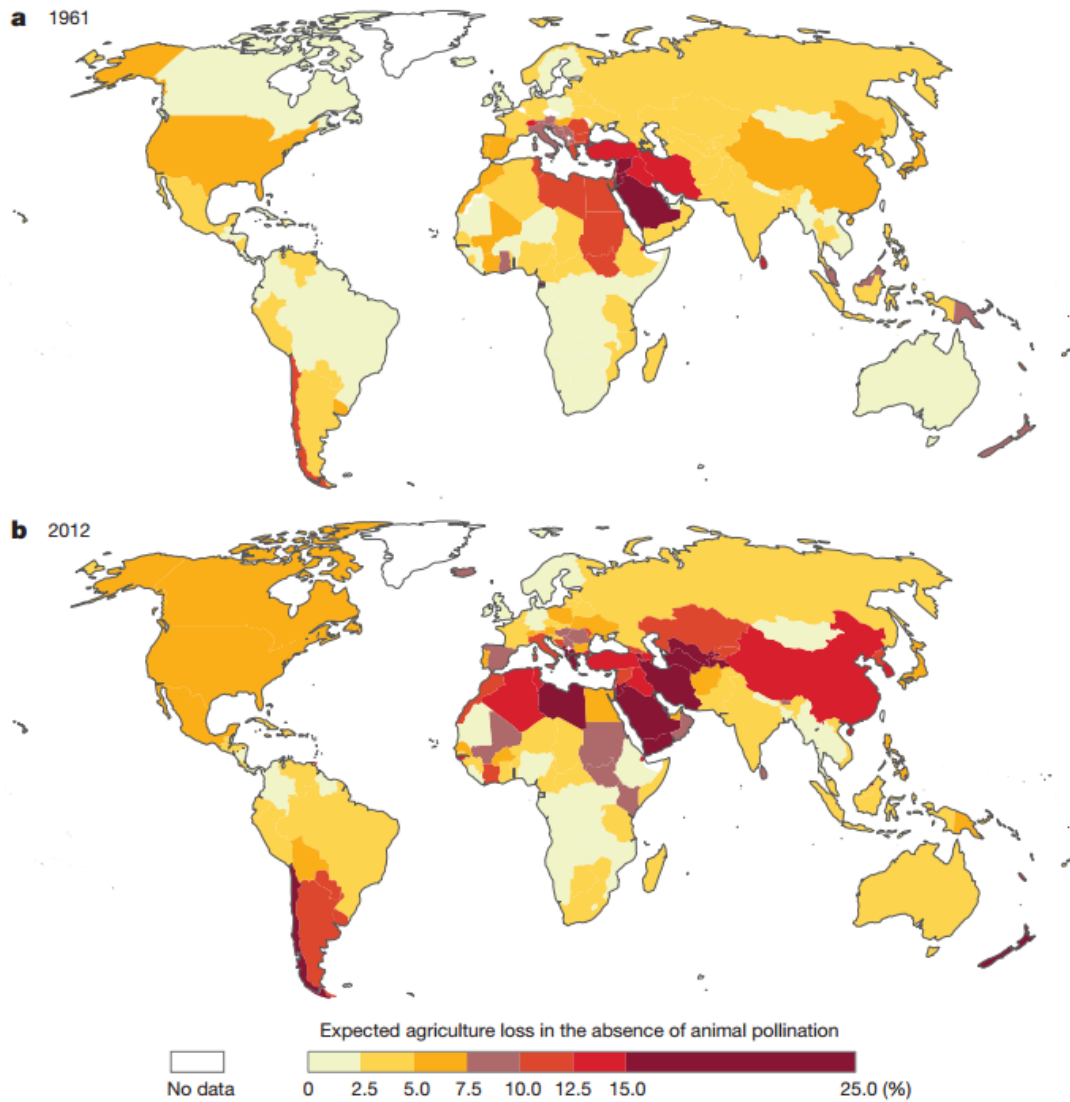 a 1961
b 2012
Expected agriculture loss in the absence of animal pollination
No data
0 2.5 5.0 7.5 10.0 12.5 15.0 25.0 (%)